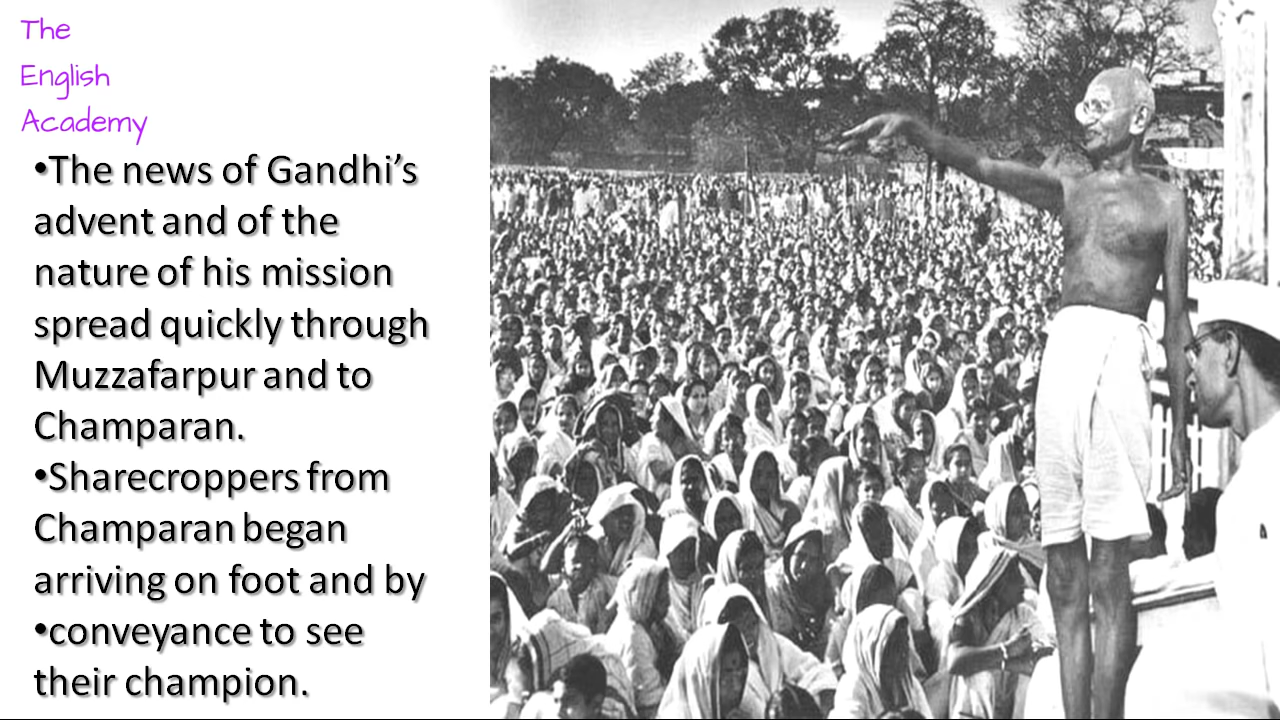 The
English
Academy
•The news of Gandhi’s
advent and of the
nature of his mission
spread quickly through
Muzzafarpur and to
Champaran.
•Sharecroppers from
Champaran began
arriving on foot and by
•conveyance to see
their champion.